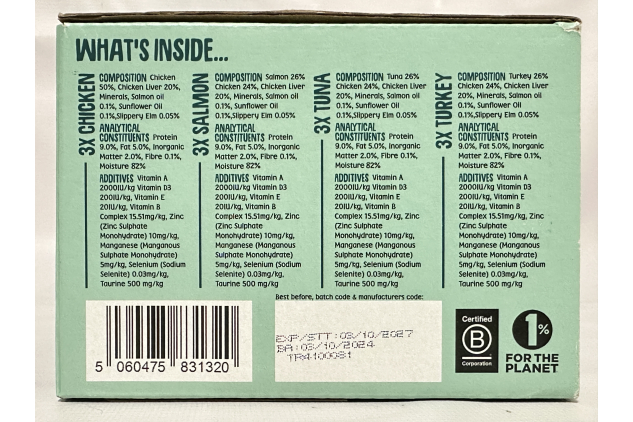 WHAT'S INSIDE...
3X CHICKEN
COMPOSITION Chicken
50%, Chicken Liver 20%,
Minerals, Salmon oil
0.1%, Sunflower Oil
0.1%,Slippery Elm 0.05%
ANALYTICAL
CONSTITUENTS Protein
9.0%, Fat 5.0%, Inorganic
Matter 2.0%, Fibre 0.1%,
Moisture 82%
ADDITIVES Vitamin A
2000IU/kg Vitamin D3
200IU/kg, Vitamin E
20IU/kg, Vitamin B
Complex 15.51mg/kg, Zinc
(Zinc Sulphate
Monohydrate) 10mg/kg,
Manganese (Manganous
Sulphate Monohydrate)
5mg/kg, Selenium (Sodium
Selenite) 0.03mg/kg,
Taurine 500 mg/kg
3X SALMON
COMPOSITION Salmon 26%
Chicken 24%, Chicken Liver
20%, Minerals, Salmon oil
0.1%, Sunflower Oil
0.1%,Slippery Elm 0.05%
ANALYTICAL
CONSTITUENTS Protein
9.0%, Fat 5.0%, Inorganic
Matter 2.0%, Fibre 0.1%,
Moisture 82%
ADDITIVES Vitamin A
2000IU/kg Vitamin D3
200IU/kg, Vitamin E
20IU/kg, Vitamin B
Complex 15.51mg/kg, Zinc
(Zinc Sulphate
Monohydrate) 10mg/kg,
Manganese (Manganous
Sulphate Monohydrate)
5mg/kg, Selenium (Sodium
Selenite) 0.03mg/kg,
Taurine 500 mg/kg
3X TUNA
COMPOSITION Tuna 26%
Chicken 24%, Chicken Liver
20%, Minerals, Salmon oil
0.1%, Sunflower Oil
0.1%,Slippery Elm 0.05%
ANALYTICAL
CONSTITUENTS Protein
9.0%, Fat 5.0%, Inorganic
Matter 2.0%, Fibre 0.1%,
Moisture 82%
ADDITIVES Vitamin A
2000IU/kg Vitamin D3
200IU/kg, Vitamin E
20IU/kg, Vitamin B
Complex 15.51mg/kg, Zinc
(Zinc Sulphate
Monohydrate) 10mg/kg,
Manganese (Manganous
Sulphate Monohydrate)
5mg/kg, Selenium (Sodium
Selenite) 0.03mg/kg,
Taurine 500 mg/kg
3X TURKEY
COMPOSITION Turkey 26%
Chicken 24%, Chicken Liver
20%, Minerals, Salmon oil
0.1%, Sunflower Oil
0.1%,Slippery Elm 0.05%
ANALYTICAL
CONSTITUENTS Protein
9.0%, Fat 5.0%, Inorganic
Matter 2.0%, Fibre 0.1%,
Moisture 82%
ADDITIVES Vitamin A
2000IU/kg Vitamin D3
200IU/kg, Vitamin E
20IU/kg, Vitamin B
Complex 15.51mg/kg, Zinc
(Zinc Sulphate
Monohydrate) 10mg/kg,
Manganese (Manganous
Sulphate Monohydrate)
5mg/kg, Selenium (Sodium
Selenite) 0.03mg/kg,
Taurine 500 mg/kg
5 060475 831320
Best before, batch code & manufacturers code:
EXP/STT:03/10/2027
BA:03/10/2024
TR4100081
Certified
B
Corporation
1%
FOR THE
PLANET